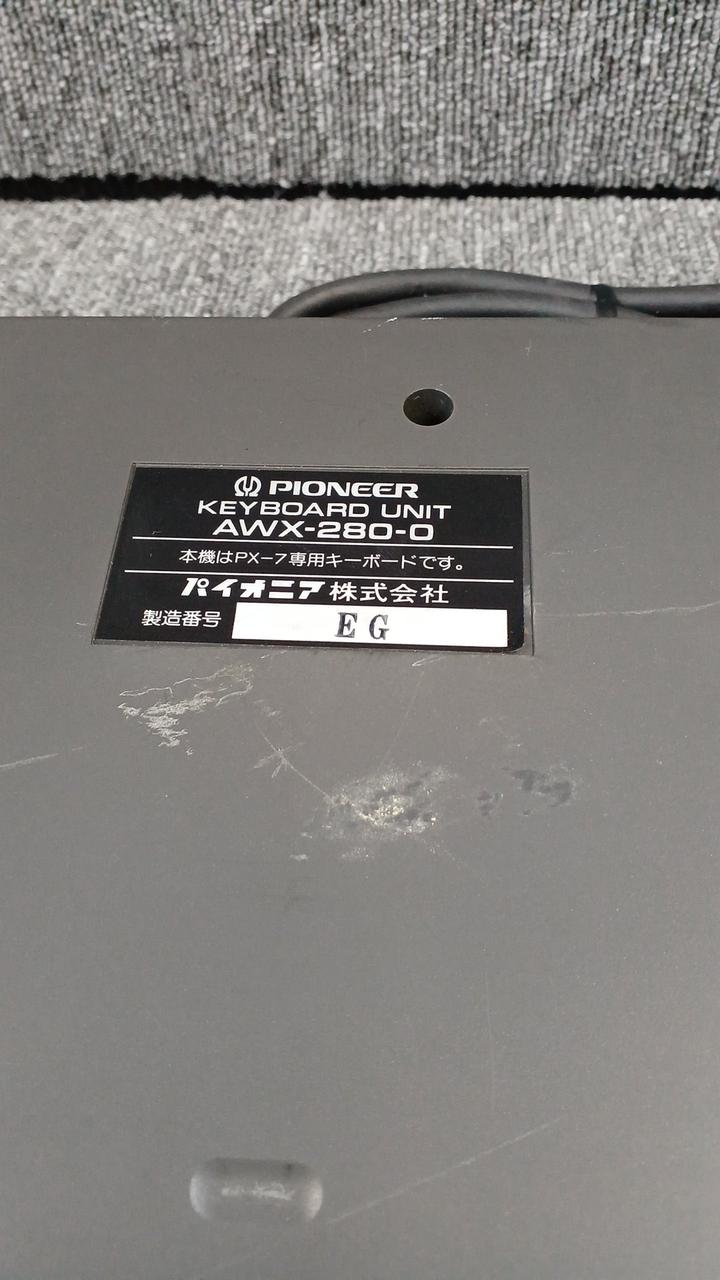 PIONEER
KEYBOARD UNIT
AWX-280-0
本機はPX-7専用キーボードです。
パイオニア株式会社
製造番号 EG